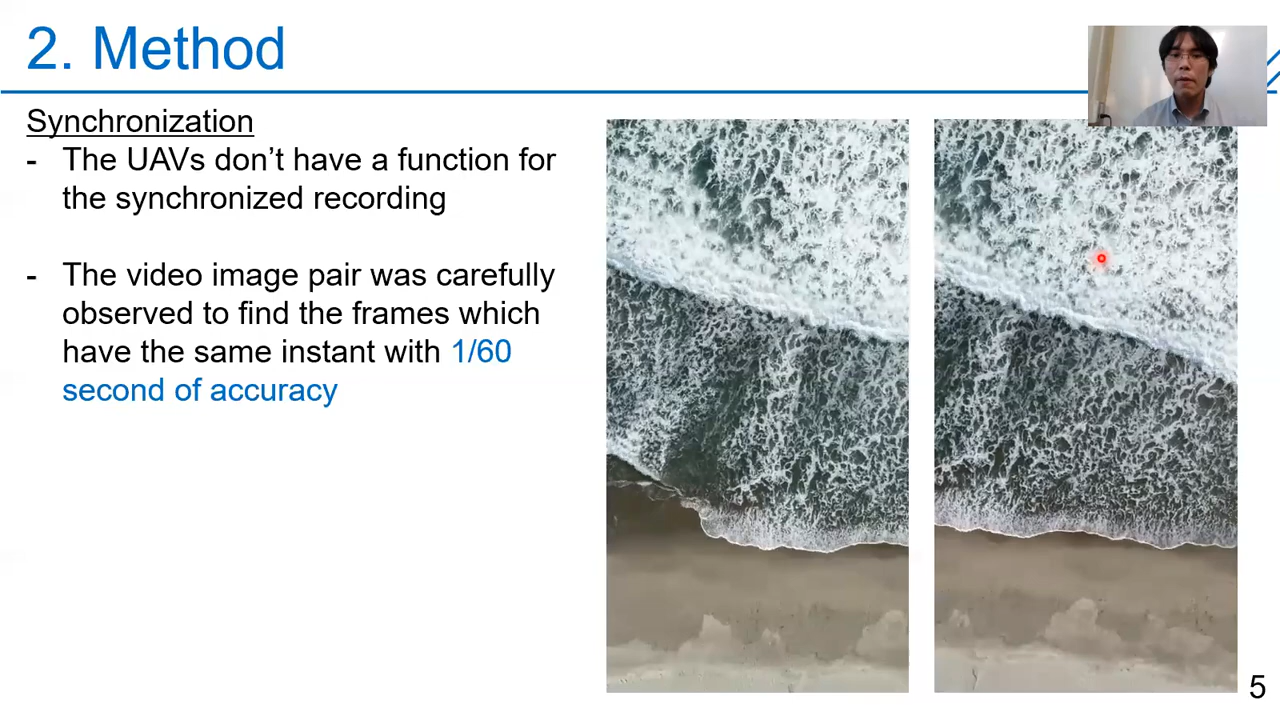 2. Method
Synchronization
- The UAVs don’t have a function for
the synchronized recording
- The video image pair was carefully
observed to find the frames which
have the same instant with 1/60
second of accuracy
5